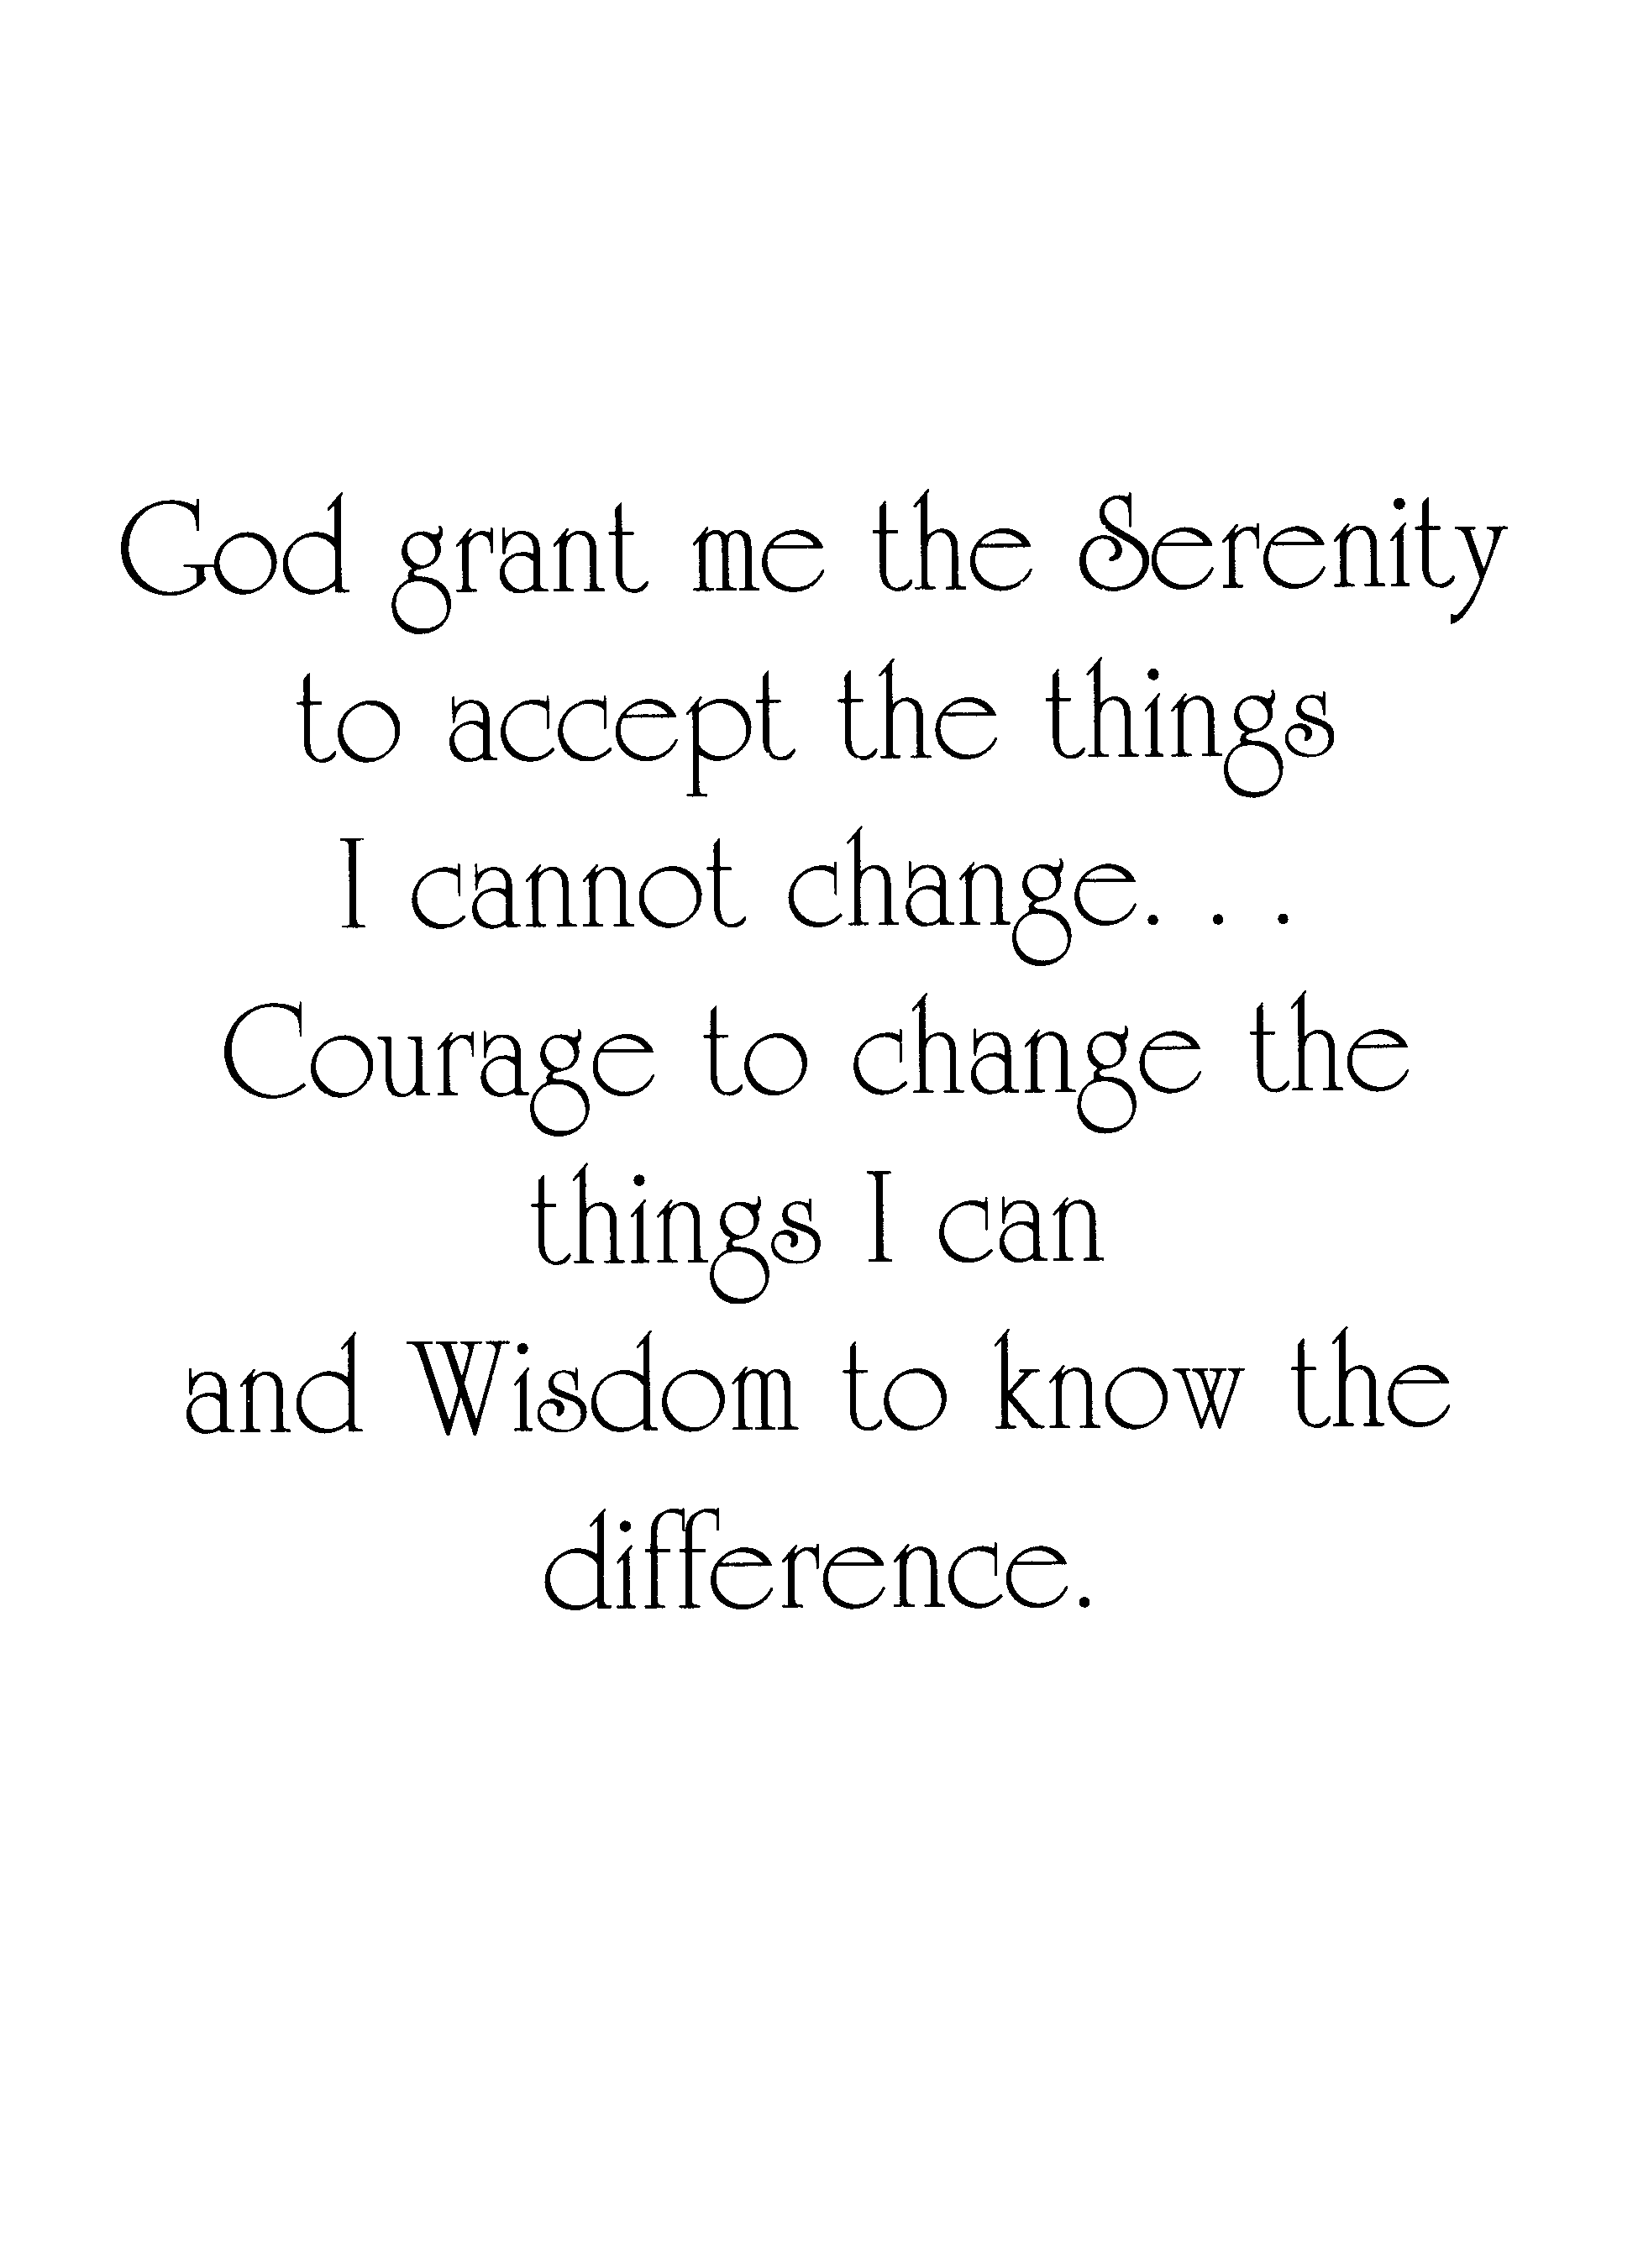 God grant me the Serenity
to accept the things
I cannot change. . .
Courage to change the
things I can
and Wisdom to know the
difference.